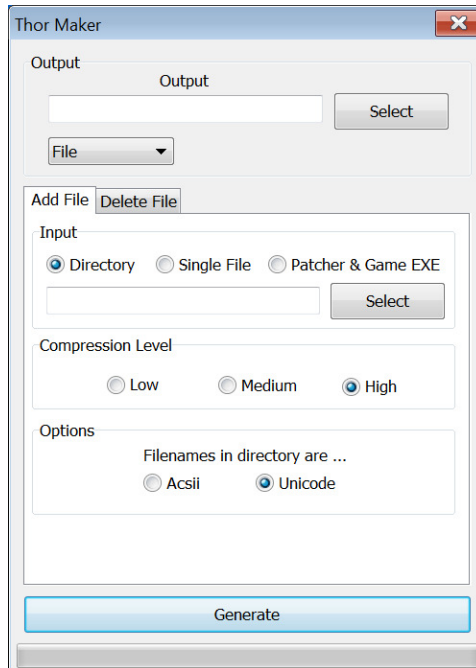 Thor Maker
Output
Output
Select
File
Add File Delete File
Input
Directory Single File Patcher & Game EXE
Select
Compression Level
Low Medium High
Options
Filenames in directory are ...
Acsii Unicode
Generate